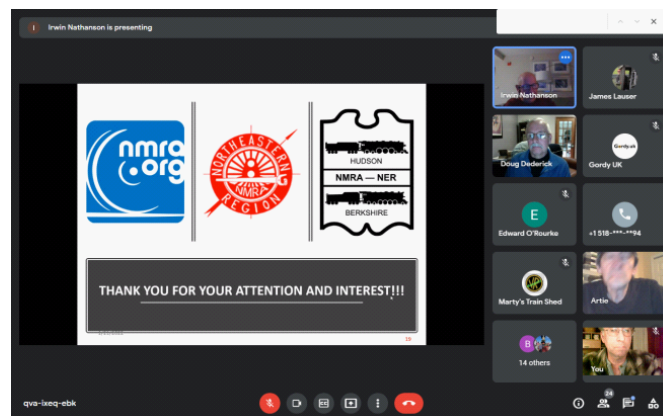 I
Irwin Nathanson is presenting
nmra
.org
NORTHEASTERN
NMRA
REGION
HUDSON
NMRA — NER
BERKSHIRE
THANK YOU FOR YOUR ATTENTION AND INTEREST!!!
19
Irwin Nathanson
James Lauser
Doug Dederick
Gordy.uk
Gordy UK
E
Edward O'Rourke
+1 518-***-**94
Marty's Train Shed
Artie
B
14 others
You
qva-ixeq-ebk
CC
24